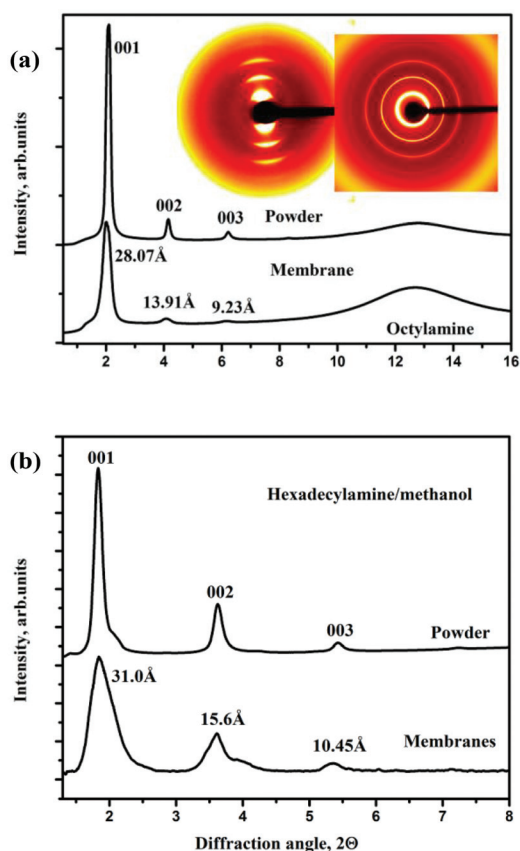 (a)
Intensity, arb.units
001
002
003
Powder
28.07Å
13.91Å
9.23Å
Membrane
Octylamine
2
4
6
8
10
12
14
16
(b)
Intensity, arb.units
001
Hexadecylamine/methanol
002
003
Powder
31.0Å
15.6Å
10.45Å
Membranes
2
3
4
5
6
7
8
Diffraction angle, 2Θ